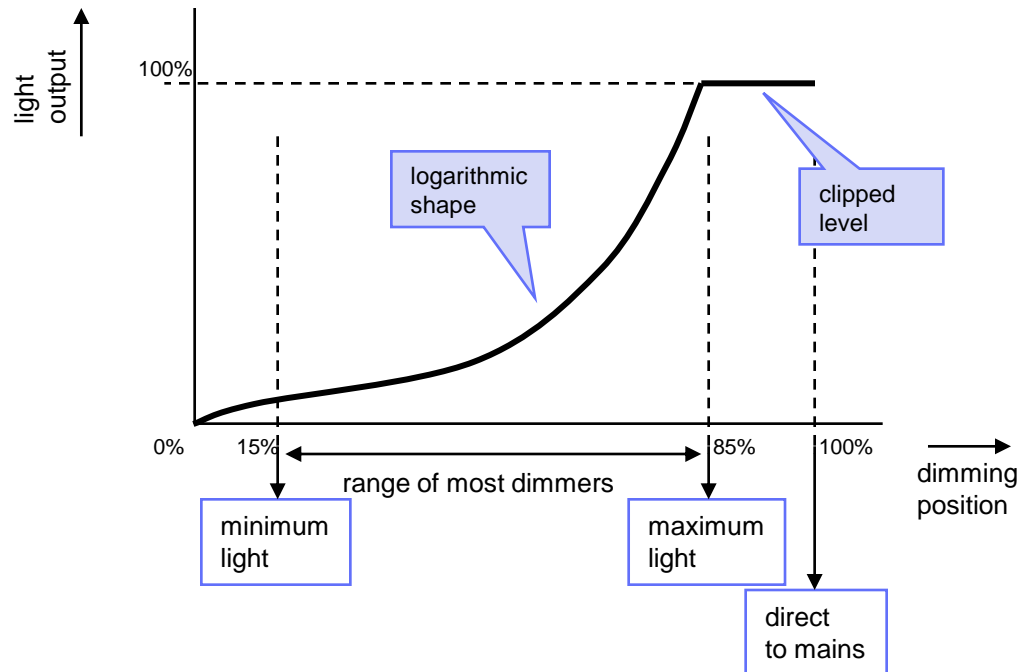 light
output
100%
logarithmic
shape
clipped
level
0%
15%
85%
100%
range of most dimmers
dimming
position
minimum
light
maximum
light
direct
to mains